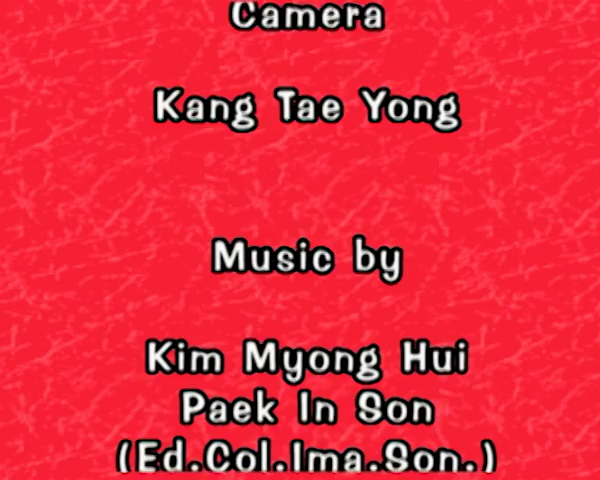 Camera
Kang Tae Yong
Music by
Kim Myong Hui
Paek In Son
(Ed.Col.Ima.Son.)